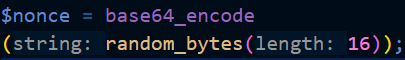 $nonce = base64_encode
(string: random_bytes(length: 16));